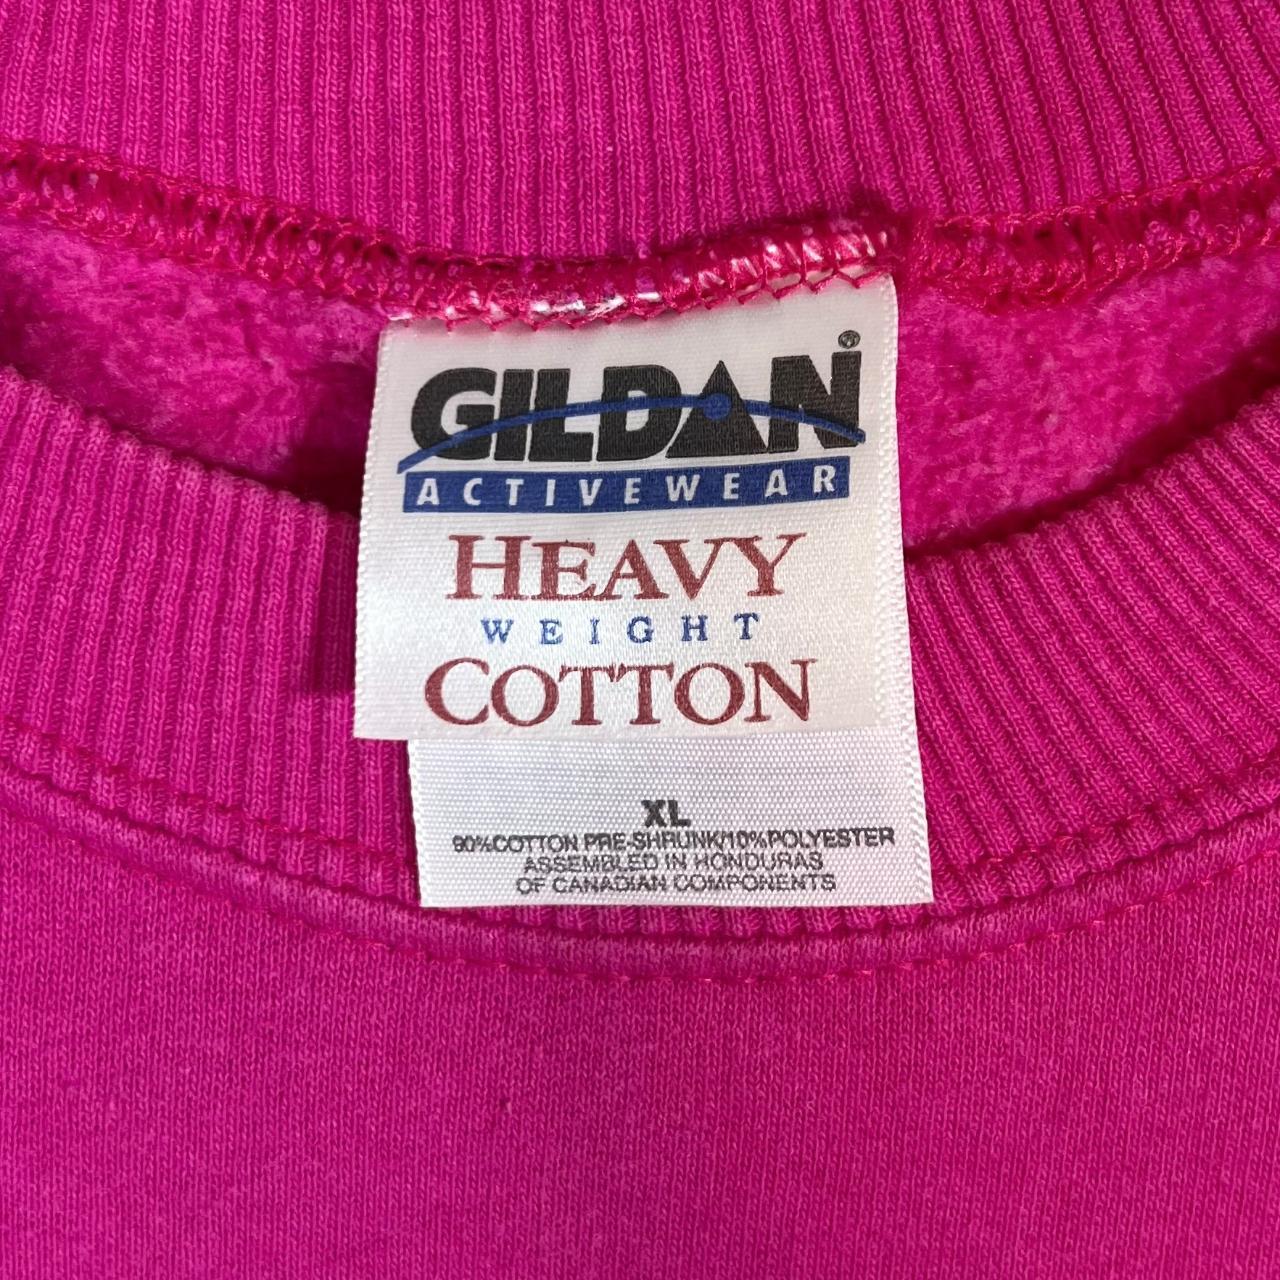 GILDAN®
ACTIVEWEAR
HEAVY
WEIGHT
COTTON
XL
90%COTTON PRE-SHRUNK/10%POLYESTER
ASSEMBLED IN HONDURAS
OF CANADIAN COMPONENTS